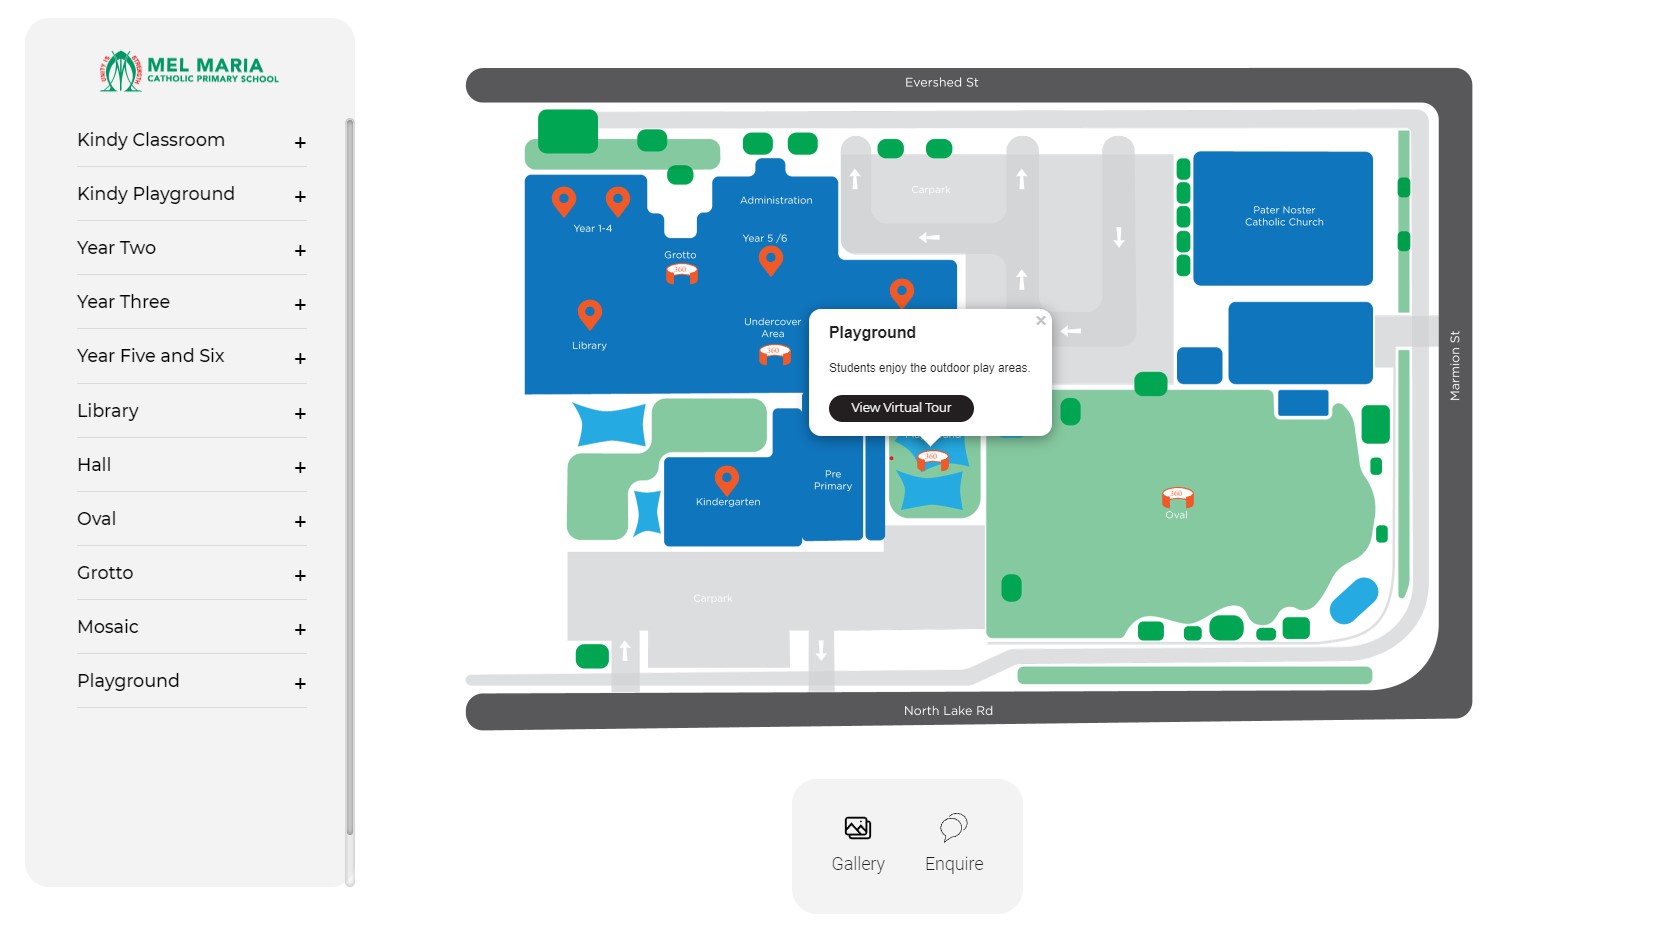 UNITY IS STRENGTH
MEL MARIA
CATHOLIC PRIMARY SCHOOL
Kindy Classroom +
Kindy Playground +
Year Two +
Year Three +
Year Five and Six +
Library +
Hall +
Oval +
Grotto +
Mosaic +
Playground +
Evershed St
Administration
Carpark
Year 1-4
Pater Noster
Catholic Church
Year 5 /6
Grotto
360
Undercover
Area
360
Library
Playground
×
Students enjoy the outdoor play areas.
View Virtual Tour
Marmion St
360
Pre
Primary
Kindergarten
360
Oval
Carpark
North Lake Rd
Gallery
Enquire